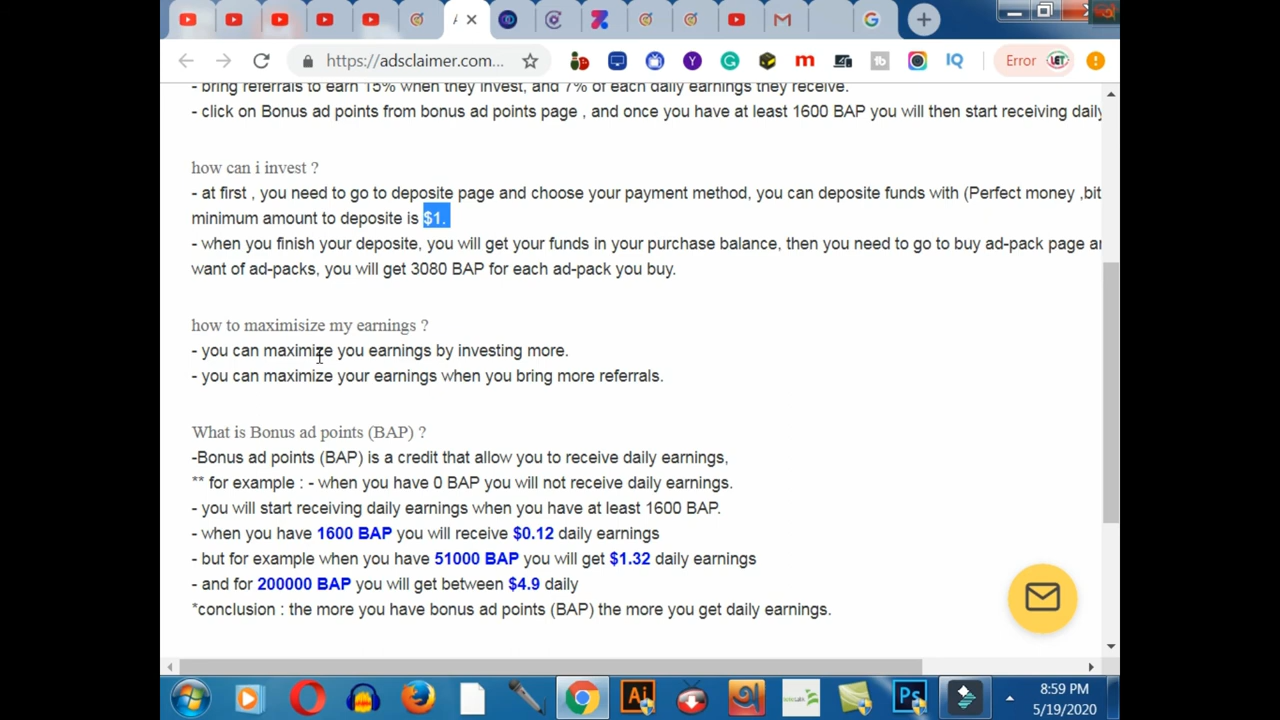 https://adsclaimer.com...
Error
- bring referrals to earn 15% when they invest, and 7% of each daily earnings they receive.
- click on Bonus ad points from bonus ad points page , and once you have at least 1600 BAP you will then start receiving daily
how can i invest ?
- at first , you need to go to deposite page and choose your payment method, you can deposite funds with (Perfect money ,bit
minimum amount to deposite is $1.
- when you finish your deposite, you will get your funds in your purchase balance, then you need to go to buy ad-pack page an
want of ad-packs, you will get 3080 BAP for each ad-pack you buy.
how to maximisize my earnings ?
- you can maximize you earnings by investing more.
- you can maximize your earnings when you bring more referrals.
What is Bonus ad points (BAP) ?
-Bonus ad points (BAP) is a credit that allow you to receive daily earnings,
** for example : - when you have 0 BAP you will not receive daily earnings.
- you will start receiving daily earnings when you have at least 1600 BAP.
- when you have 1600 BAP you will receive $0.12 daily earnings
- but for example when you have 51000 BAP you will get $1.32 daily earnings
- and for 200000 BAP you will get between $4.9 daily
*conclusion : the more you have bonus ad points (BAP) the more you get daily earnings.
8:59 PM
5/19/2020